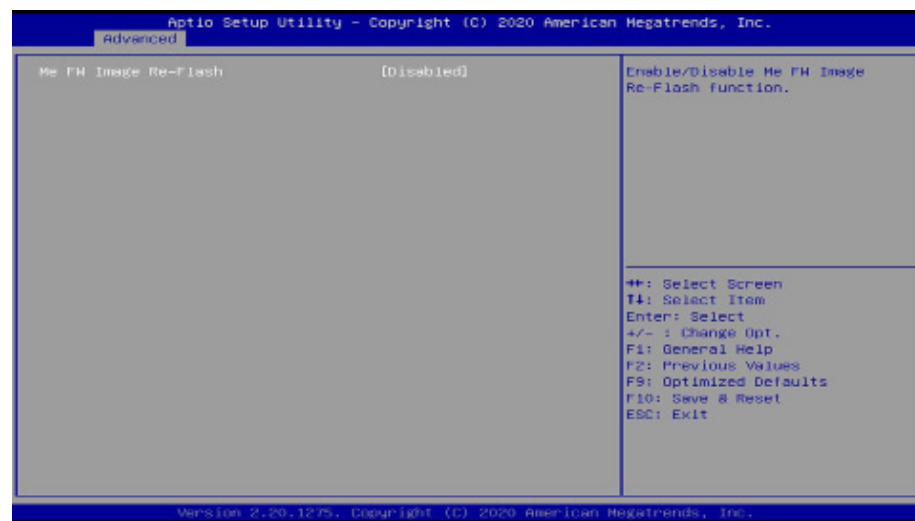 Aptio Setup Utility – Copyright (C) 2020 American Megatrends, Inc.
Advanced
Me FW Image Re-Flash [Disabled]
Enable/Disable Me FW Image
Re-Flash function.
→←: Select Screen
↑↓: Select Item
Enter: Select
+/- : Change Opt.
F1: General Help
F2: Previous Values
F9: Optimized Defaults
F10: Save & Reset
ESC: Exit
Version 2.20.1275. Copyright (C) 2020 American Megatrends, Inc.